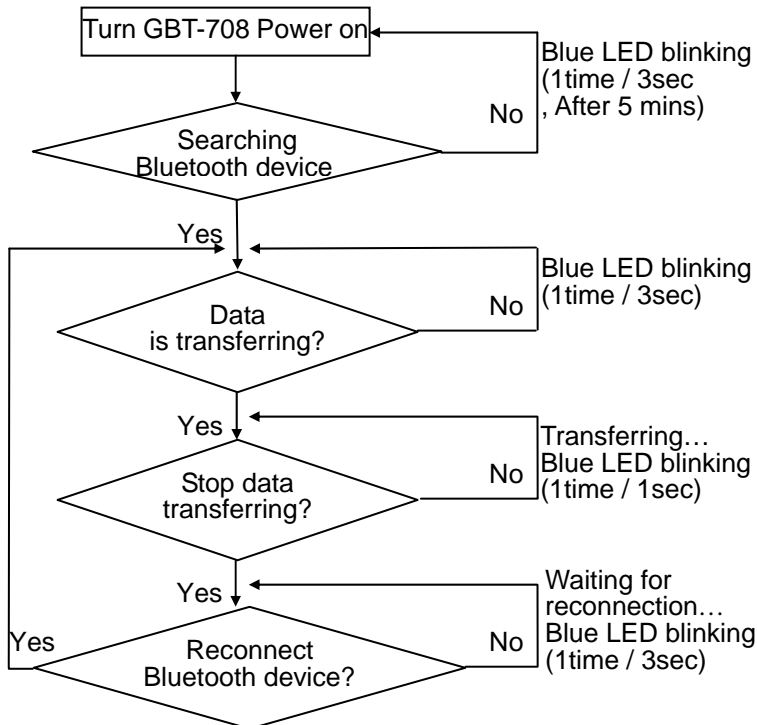 Turn GBT-708 Power on
Blue LED blinking
(1time / 3sec
, After 5 mins)
No
Searching
Bluetooth device
Yes
Blue LED blinking
(1time / 3sec)
No
Data
is transferring?
Yes
Transferring…
Blue LED blinking
(1time / 1sec)
No
Stop data
transferring?
Yes
Waiting for
reconnection…
Blue LED blinking
(1time / 3sec)
No
Yes
Reconnect
Bluetooth device?